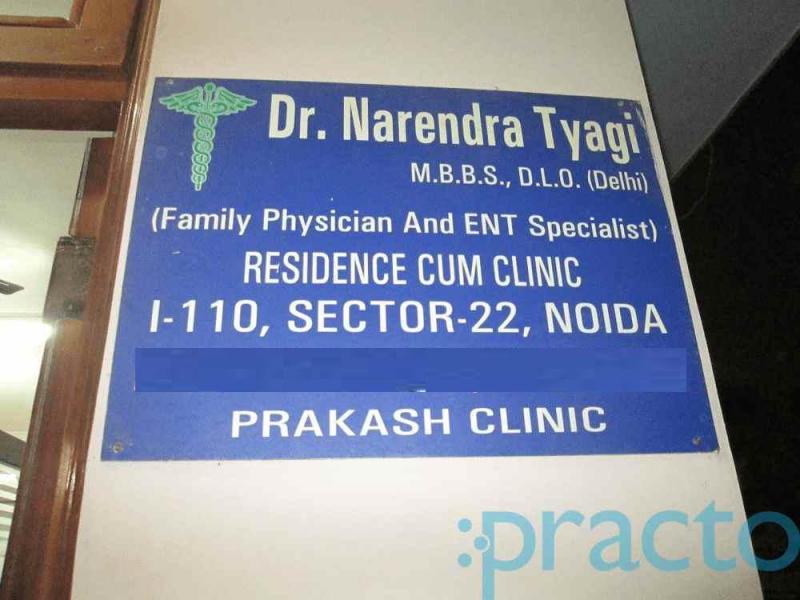 Dr. Narendra Tyagi
M.B.B.S., D.L.O. (Delhi)
(Family Physician And ENT Specialist)
RESIDENCE CUM CLINIC
I-110, SECTOR-22, NOIDA
PRAKASH CLINIC
:practo